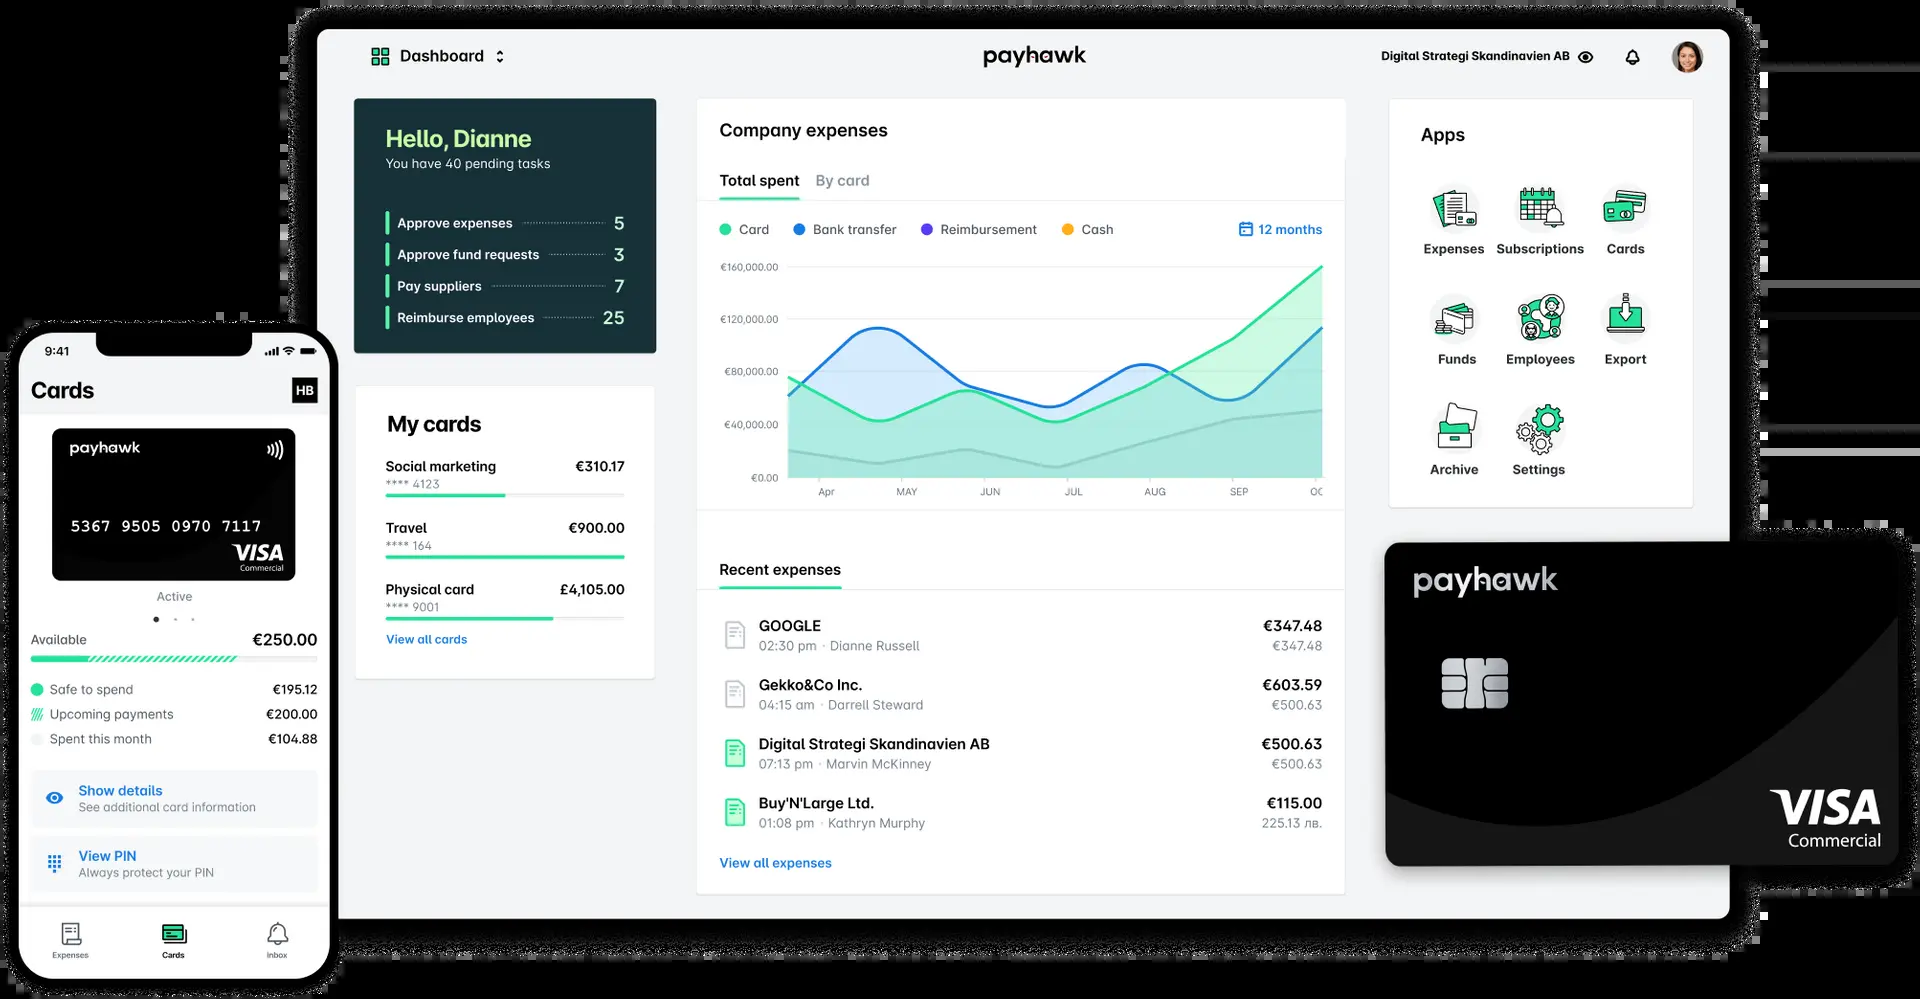 Dashboard
payhawk
Digital Strategi Skandinavien AB
Hello, Dianne
You have 40 pending tasks
Approve expenses 5
Approve fund requests 3
Pay suppliers 7
Reimburse employees 25
My cards
Social marketing €310.17
**** 4123
Travel €900.00
**** 164
Physical card £4,105.00
**** 9001
View all cards
Company expenses
Total spent By card
Card Bank transfer Reimbursement Cash 12 months
€160,000.00
€120,000.00
€80,000.00
€40,000.00
€0.00
Apr MAY JUN JUL AUG SEP OC
Recent expenses
GOOGLE €347.48
02:30 pm · Dianne Russell €347.48
Gekko&Co Inc. €603.59
04:15 am · Darrell Steward €500.63
Digital Strategi Skandinavien AB €500.63
07:13 pm · Marvin McKinney €500.63
Buy'N'Large Ltd. €115.00
01:08 pm · Kathryn Murphy 225.13 лв.
View all expenses
Apps
Expenses Subscriptions Cards
Funds Employees Export
Archive Settings
payhawk
VISA
Commercial
9:41
Cards HB
payhawk
5367 9505 0970 7117
VISA
Commercial
Active
Available €250.00
Safe to spend €195.12
Upcoming payments €200.00
Spent this month €104.88
Show details
See additional card information
View PIN
Always protect your PIN
Expenses Cards Inbox